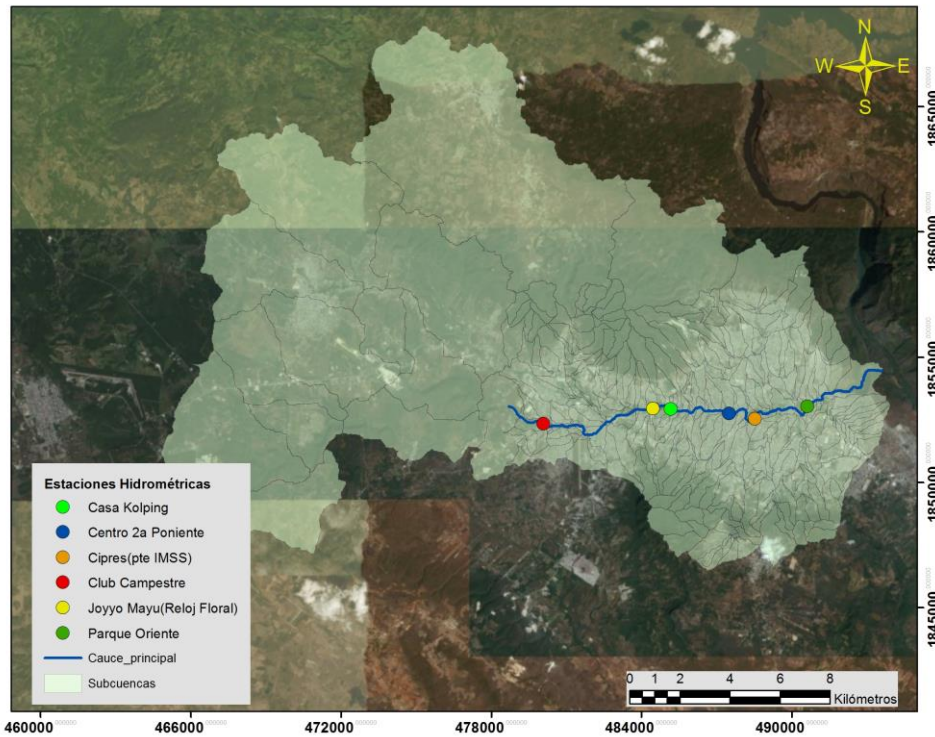 N
W E
S
1865000
1860000
1855000
1850000
1845000
Estaciones Hidrométricas
Casa Kolping
Centro 2a Poniente
Cipres(pte IMSS)
Club Campestre
Joyyo Mayu(Reloj Floral)
Parque Oriente
Cauce_principal
Subcuencas
0 1 2 4 6 8
Kilómetros
460000 466000 472000 478000 484000 490000